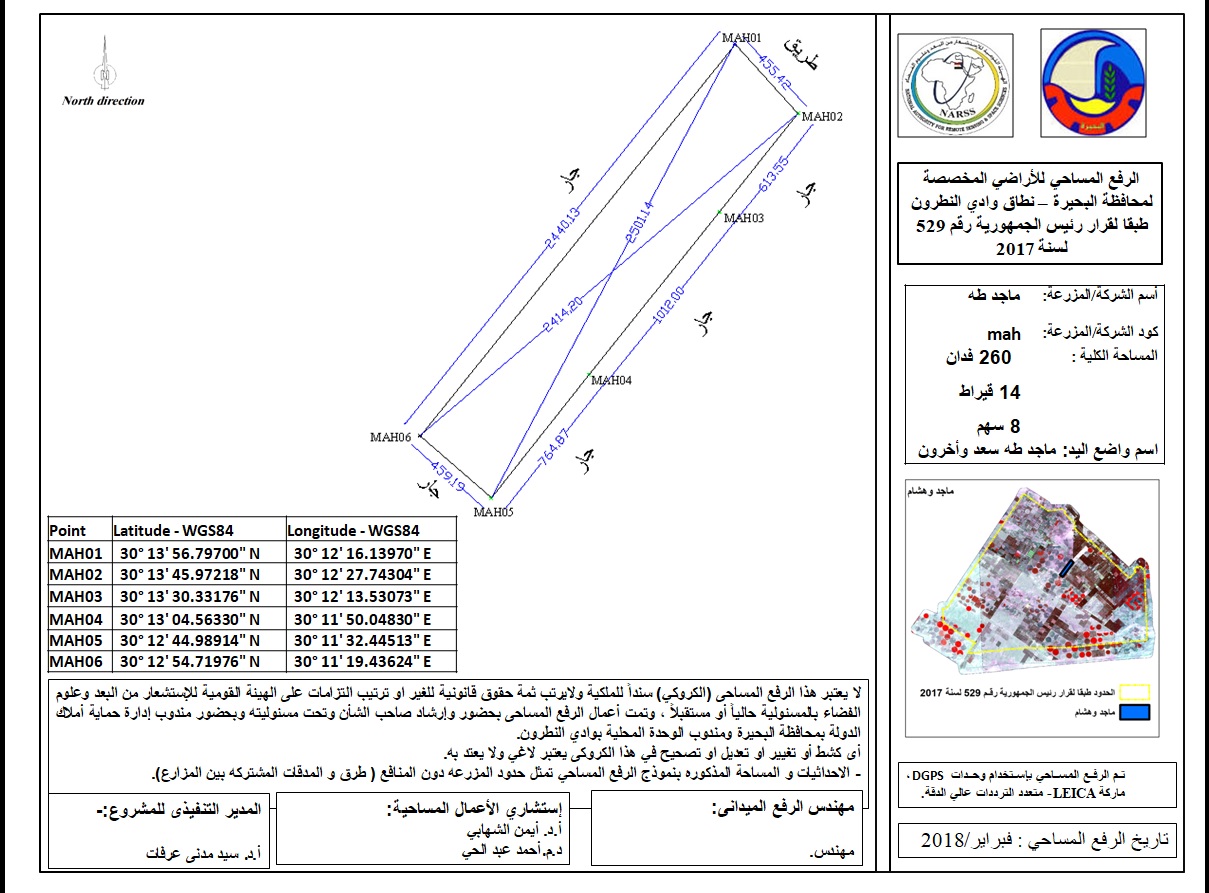 North direction
MAH01
طريق
455.42
MAH02
جار
613.55
جار
MAH03
2440.13
2501.14
2414.20
1012.00
جار
MAH04
764.87
جار
MAH06
459.19
جار
MAH05
Point Latitude - WGS84 Longitude - WGS84
MAH01 30° 13' 56.79700" N 30° 12' 16.13970" E
MAH02 30° 13' 45.97218" N 30° 12' 27.74304" E
MAH03 30° 13' 30.33176" N 30° 12' 13.53073" E
MAH04 30° 13' 04.56330" N 30° 11' 50.04830" E
MAH05 30° 12' 44.98914" N 30° 11' 32.44513" E
MAH06 30° 12' 54.71976" N 30° 11' 19.43624" E
لا يعتبر هذا الرفع المساحى (الكروكي) سنداً للملكية ولايرتب ثمة حقوق قانونية للغير او ترتيب التزامات على الهيئة القومية للإستشعار من البعد وعلوم
الفضاء بالمسئولية حالياً أو مستقبلاً ، وتمت أعمال الرفع المساحى بحضور وإرشاد صاحب الشأن وتحت مسئوليته وبحضور مندوب إدارة حماية أملاك
الدولة بمحافظة البحيرة ومندوب الوحدة المحلية بوادي النطرون.
أى كشط أو تغيير او تعديل او تصحيح في هذا الكروكى يعتبر لاغي ولا يعتد به.
- الاحداثيات و المساحة المذكوره بنموذج الرفع المساحي تمثل حدود المزرعه دون المنافع ( طرق و المدقات المشتركه بين المزارع).
مهندس الرفع الميدانى:
مهندس.
إستشاري الأعمال المساحية:
أ.د. أيمن الشهابي
د.م.أحمد عبد الحي
المدير التنفيذى للمشروع:-
أ.د. سيد مدنى عرفات
NARSS
NATIONAL AUTHORITY FOR REMOTE SENSING & SPACE SCIENCES
البحيرة
الرفع المساحي للأراضي المخصصة
لمحافظة البحيرة – نطاق وادي النطرون
طبقا لقرار رئيس الجمهورية رقم 529
لسنة 2017
أسم الشركة/المزرعة: ماجد طه
كود الشركة/المزرعة: mah
المساحة الكلية : 260 فدان
14 قيراط
8 سهم
اسم واضع اليد: ماجد طه سعد وأخرون
ماجد وهشام
الحدود طبقا لقرار رئيس الجمهورية رقم 529 لسنة 2017
ماجد وهشام
تـم الرفـع المسـاحي بإستخدام وحـدات DGPS،
ماركة LEICA- متعدد الترددات عالي الدقة.
تاريخ الرفع المساحي : فبراير/2018